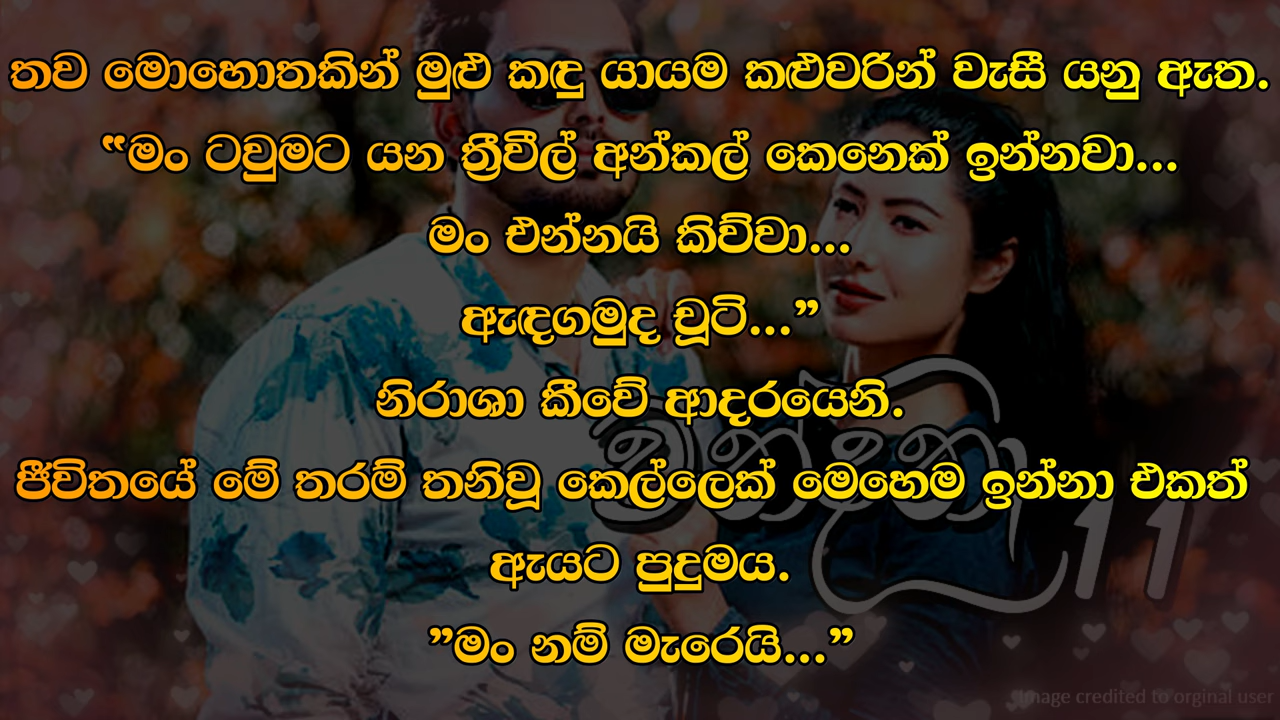 තව මොහොතකින් මුළු කඳු යායම කළුවරින් වැසී යනු ඇත.
“මං ටවුමට යන ත්‍රීවීල් අන්කල් කෙනෙක් ඉන්නවා...
මං එන්නයි කිව්වා...
ඇඳගමුද චූටි...”
නිරාශා කීවේ ආදරයෙනි.
ජීවිතයේ මේ තරම් තනිවූ කෙල්ලෙක් මෙහෙම ඉන්නා එකත්
ඇයට පුදුමය.
”මං නම් මැරෙයි...”
11
Image credited to orginal user